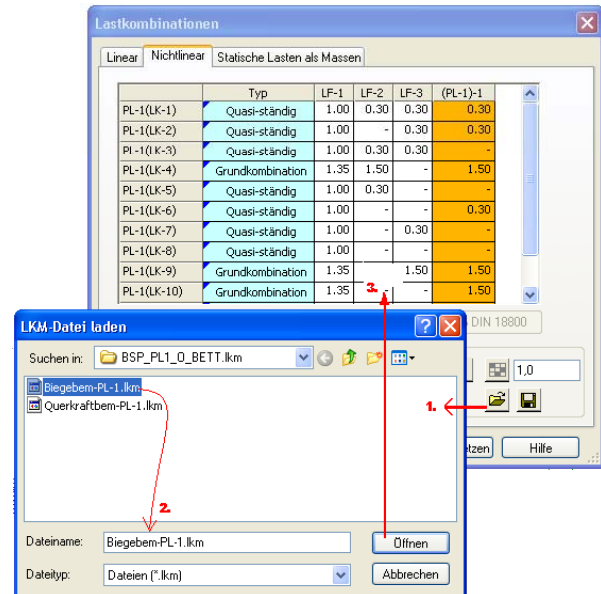 Lastkombinationen
Linear Nichtlinear Statische Lasten als Massen
Typ LF-1 LF-2 LF-3 (PL-1)-1
PL-1(LK-1) Quasi-ständig 1.00 0.30 0.30 0.30
PL-1(LK-2) Quasi-ständig 1.00 - 0.30 0.30
PL-1(LK-3) Quasi-ständig 1.00 0.30 0.30 -
PL-1(LK-4) Grundkombination 1.35 1.50 - 1.50
PL-1(LK-5) Quasi-ständig 1.00 0.30 - -
PL-1(LK-6) Quasi-ständig 1.00 - - 0.30
PL-1(LK-7) Quasi-ständig 1.00 - 0.30 -
PL-1(LK-8) Quasi-ständig 1.00 - - -
PL-1(LK-9) Grundkombination 1.35 1.50 1.50
PL-1(LK-10) Grundkombination 1.35 - - 1.50
3.
LKM-Datei laden
DIN 18800
Suchen in: BSP_PL1_O_BETT.lkm
1,0
Biegebem-PL-1.lkm
Querkraftbem-PL-1.lkm
1.
etzen Hilfe
2.
Dateiname: Biegebem-PL-1.lkm Öffnen
Dateityp: Dateien (*.lkm) Abbrechen